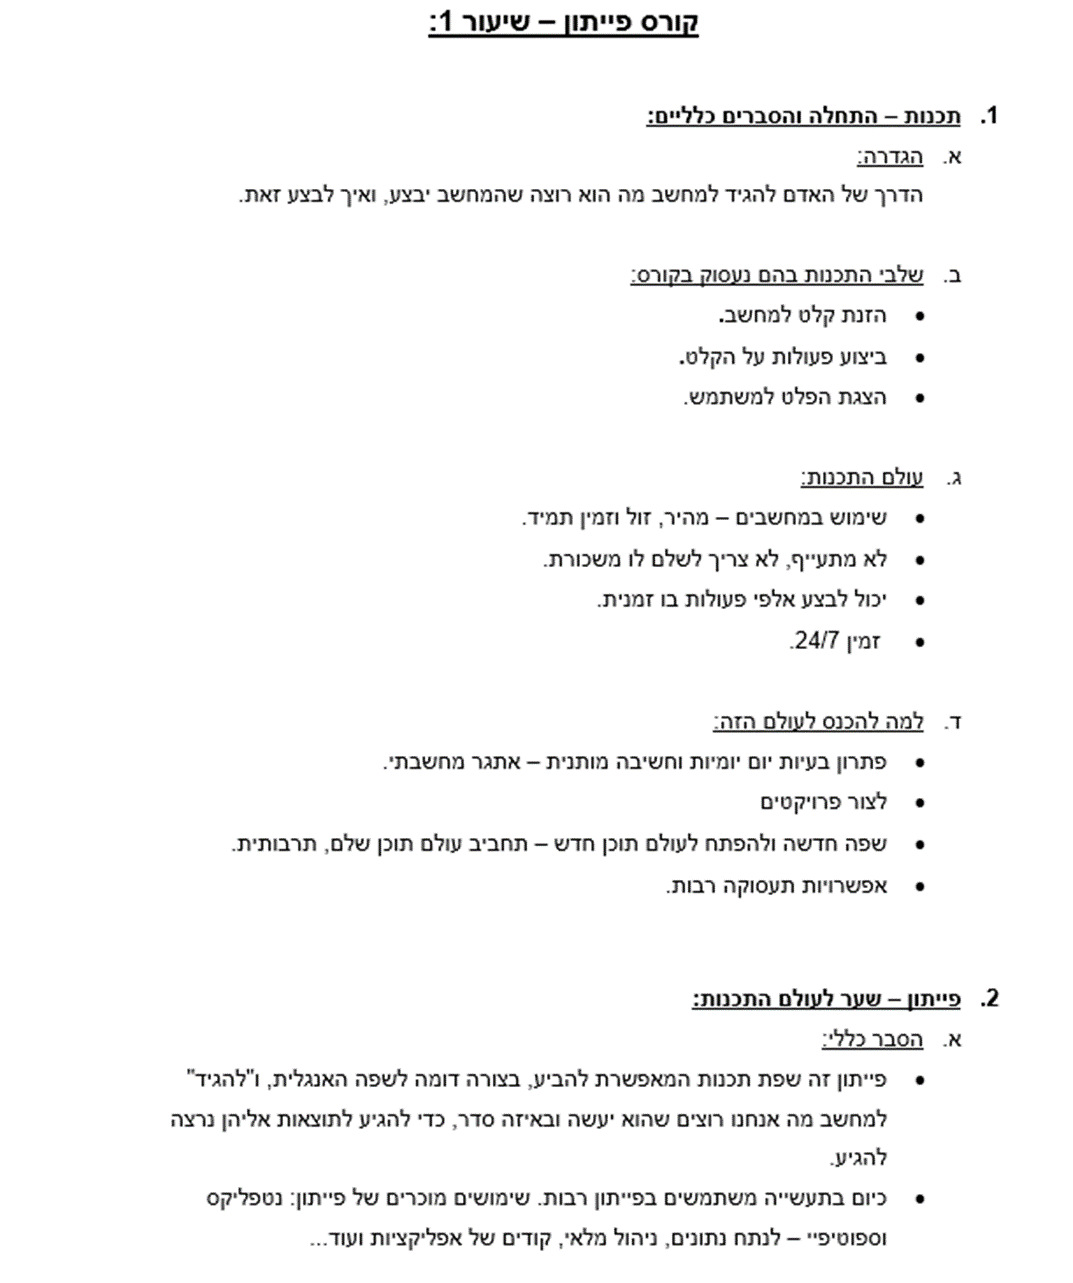 קורס פייתון – שיעור 1:
1. תכנות – התחלה והסברים כלליים:
א. הגדרה:
הדרך של האדם להגיד למחשב מה הוא רוצה שהמחשב יבצע, ואיך לבצע זאת.
ב. שלבי התכנות בהם נעסוק בקורס:
• הזנת קלט למחשב.
• ביצוע פעולות על הקלט.
• הצגת הפלט למשתמש.
ג. עולם התכנות:
• שימוש במחשבים – מהיר, זול וזמין תמיד.
• לא מתעייף, לא צריך לשלם לו משכורת.
• יכול לבצע אלפי פעולות בו זמנית.
• זמין 24/7.
ד. למה להכנס לעולם הזה:
• פתרון בעיות יום יומיות וחשיבה מותנית – אתגר מחשבתי.
• לצור פרויקטים
• שפה חדשה ולהפתח לעולם תוכן חדש – תחביב עולם תוכן שלם, תרבותית.
• אפשרויות תעסוקה רבות.
2. פייתון – שער לעולם התכנות:
א. הסבר כללי:
• פייתון זה שפת תכנות המאפשרת להביע, בצורה דומה לשפה האנגלית, ו"להגיד"
למחשב מה אנחנו רוצים שהוא יעשה ובאיזה סדר, כדי להגיע לתוצאות אליהן נרצה
להגיע.
• כיום בתעשייה משתמשים בפייתון רבות. שימושים מוכרים של פייתון: נטפליקס
וספוטיפיי – לנתח נתונים, ניהול מלאי, קודים של אפליקציות ועוד...